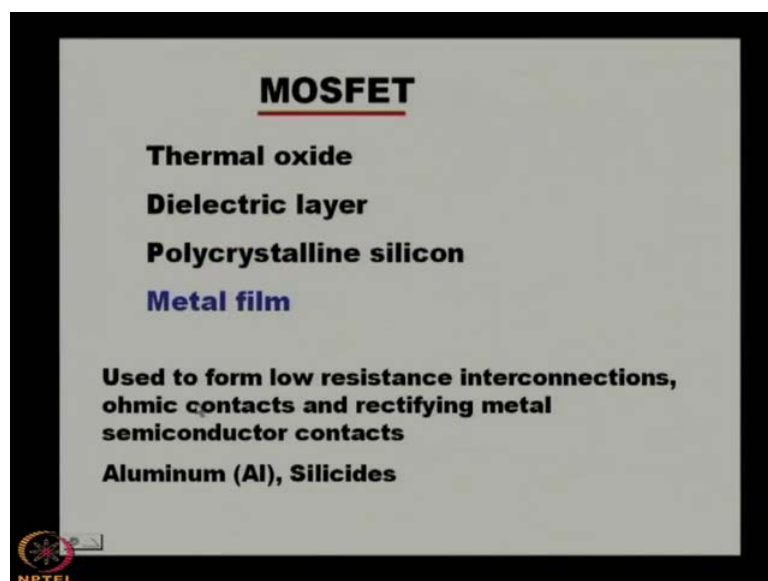 MOSFET
Thermal oxide
Dielectric layer
Polycrystalline silicon
Metal film
Used to form low resistance interconnections,
ohmic contacts and rectifying metal
semiconductor contacts
Aluminum (Al), Silicides
NPTEL